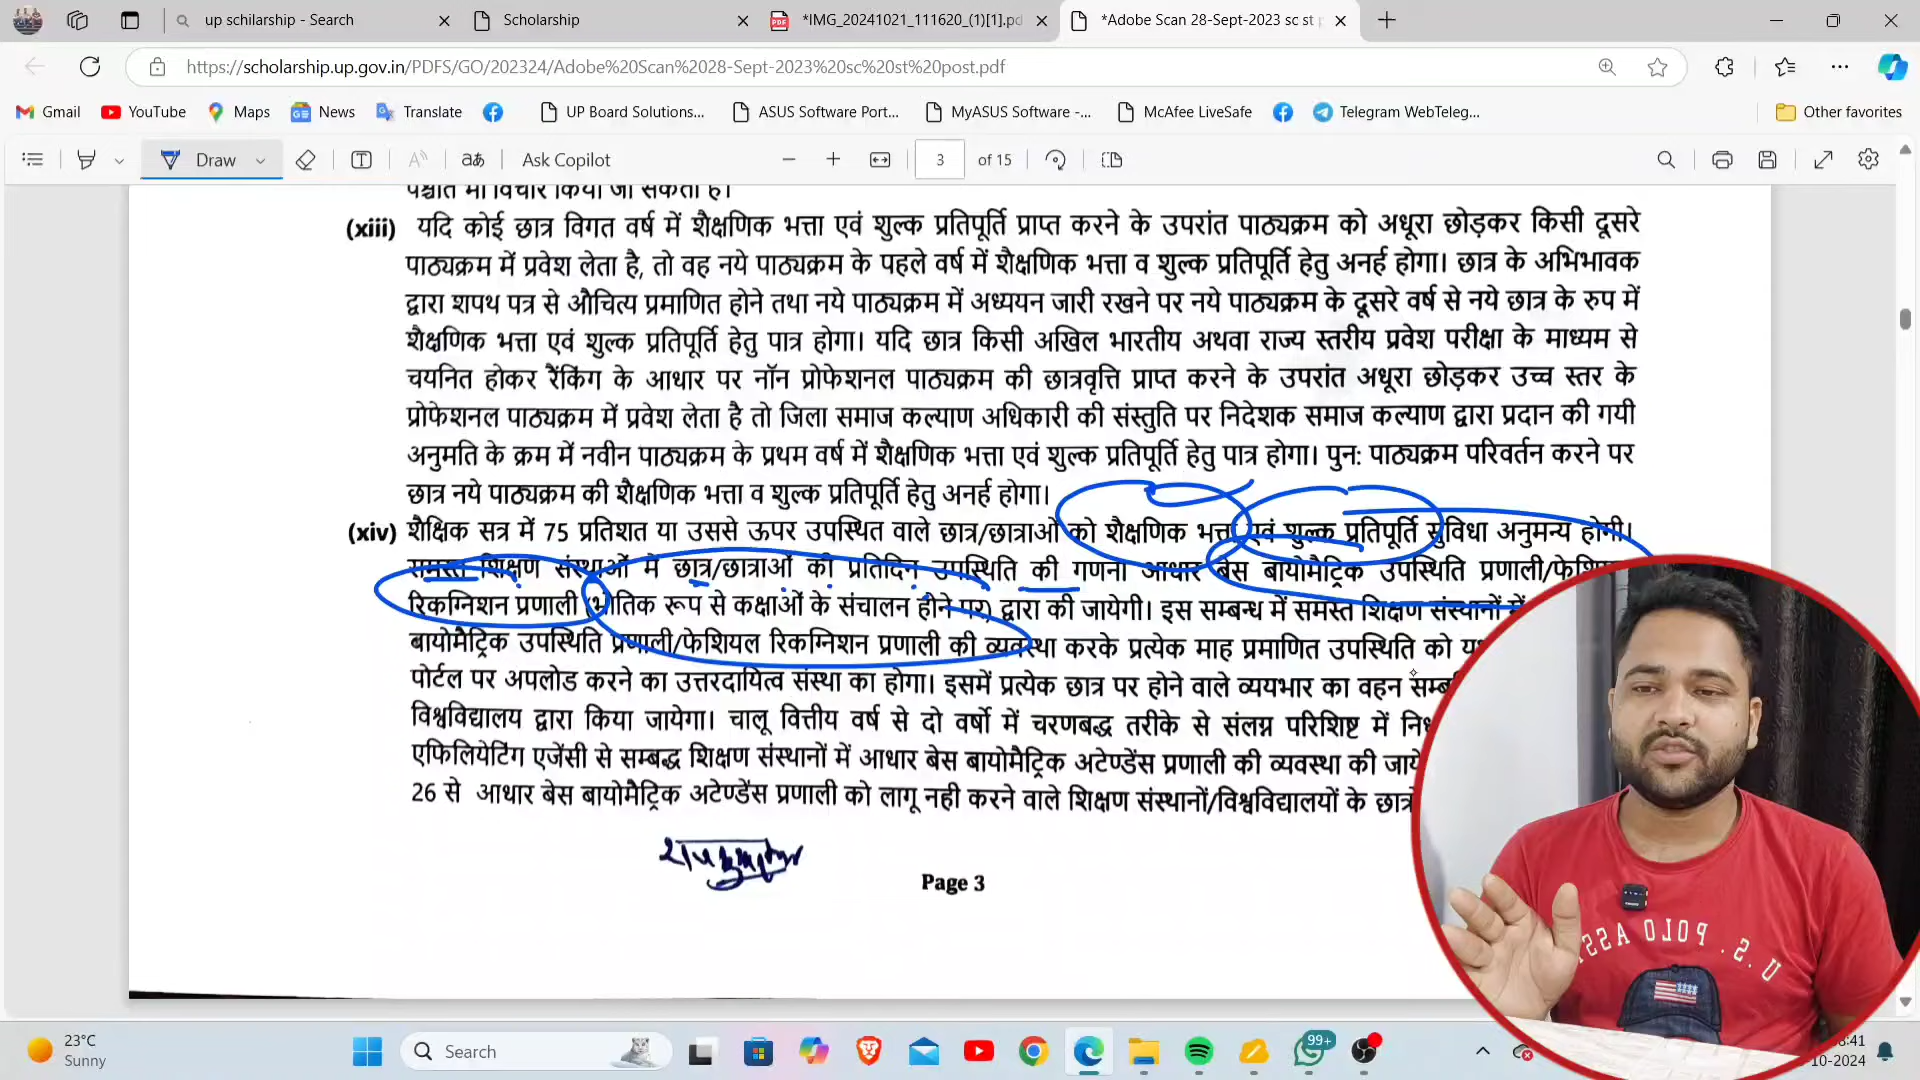 up schilarship - Search
Scholarship
*IMG_20241021_111620_(1)[1].pd
*Adobe Scan 28-Sept-2023 sc st p
https://scholarship.up.gov.in/PDFS/GO/202324/Adobe%20Scan%2028-Sept-2023%20sc%20st%20post.pdf
Gmail YouTube Maps News Translate UP Board Solutions... ASUS Software Port... MyASUS Software -... McAfee LiveSafe Telegram WebTeleg... Other favorites
Draw Ask Copilot 3 of 15
पश्चात भी विचार किया जा सकता है।
(xiii) यदि कोई छात्र विगत वर्ष में शैक्षणिक भत्ता एवं शुल्क प्रतिपूर्ति प्राप्त करने के उपरांत पाठ्यक्रम को अधूरा छोड़कर किसी दूसरे
पाठ्यक्रम में प्रवेश लेता है, तो वह नये पाठ्यक्रम के पहले वर्ष में शैक्षणिक भत्ता व शुल्क प्रतिपूर्ति हेतु अनर्ह होगा। छात्र के अभिभावक
द्वारा शपथ पत्र से औचित्य प्रमाणित होने तथा नये पाठ्यक्रम में अध्ययन जारी रखने पर नये पाठ्यक्रम के दूसरे वर्ष से नये छात्र के रुप में
शैक्षणिक भत्ता एवं शुल्क प्रतिपूर्ति हेतु पात्र होगा। यदि छात्र किसी अखिल भारतीय अथवा राज्य स्तरीय प्रवेश परीक्षा के माध्यम से
चयनित होकर रैंकिंग के आधार पर नॉन प्रोफेशनल पाठ्यक्रम की छात्रवृत्ति प्राप्त करने के उपरांत अधूरा छोड़कर उच्च स्तर के
प्रोफेशनल पाठ्यक्रम में प्रवेश लेता है तो जिला समाज कल्याण अधिकारी की संस्तुति पर निदेशक समाज कल्याण द्वारा प्रदान की गयी
अनुमति के क्रम में नवीन पाठ्यक्रम के प्रथम वर्ष में शैक्षणिक भत्ता एवं शुल्क प्रतिपूर्ति हेतु पात्र होगा। पुन: पाठ्यक्रम परिवर्तन करने पर
छात्र नये पाठ्यक्रम की शैक्षणिक भत्ता व शुल्क प्रतिपूर्ति हेतु अनर्ह होगा।
(xiv) शैक्षिक सत्र में 75 प्रतिशत या उससे ऊपर उपस्थित वाले छात्र/छात्राओं को शैक्षणिक भत्ता एवं शुल्क प्रतिपूर्ति सुविधा अनुमन्य होगी।
समस्त शिक्षण संस्थाओं में छात्र/छात्राओं की प्रतिदिन उपस्थिति की गणना आधार बेस बायोमैट्रिक उपस्थिति प्रणाली/
रिकग्निशन प्रणाली (भौतिक रूप से कक्षाओं के संचालन होने पर) द्वारा की जायेगी। इस सम्बन्ध में समस्त शिक्षण संस्थानों में
बायोमैट्रिक उपस्थिति प्रणाली/फेशियल रिकग्निशन प्रणाली की व्यवस्था करके प्रत्येक माह प्रमाणित उपस्थिति को
पोर्टल पर अपलोड करने का उत्तरदायित्व संस्था का होगा। इसमें प्रत्येक छात्र पर होने वाले व्ययभार का वहन
विश्वविद्यालय द्वारा किया जायेगा। चालू वित्तीय वर्ष से दो वर्षो में चरणबद्ध तरीके से संलग्न परिशिष्ट में
एफिलियेटिंग एजेंसी से सम्बद्ध शिक्षण संस्थानों में आधार बेस बायोमैट्रिक अटेण्डेंस प्रणाली की व्यवस्था की
26 से आधार बेस बायोमैट्रिक अटेण्डेंस प्रणाली को लागू नही करने वाले शिक्षण संस्थानों/विश्वविद्यालयों के
Page 3
U.S. POLO ASS
23°C
Sunny
Search
99+